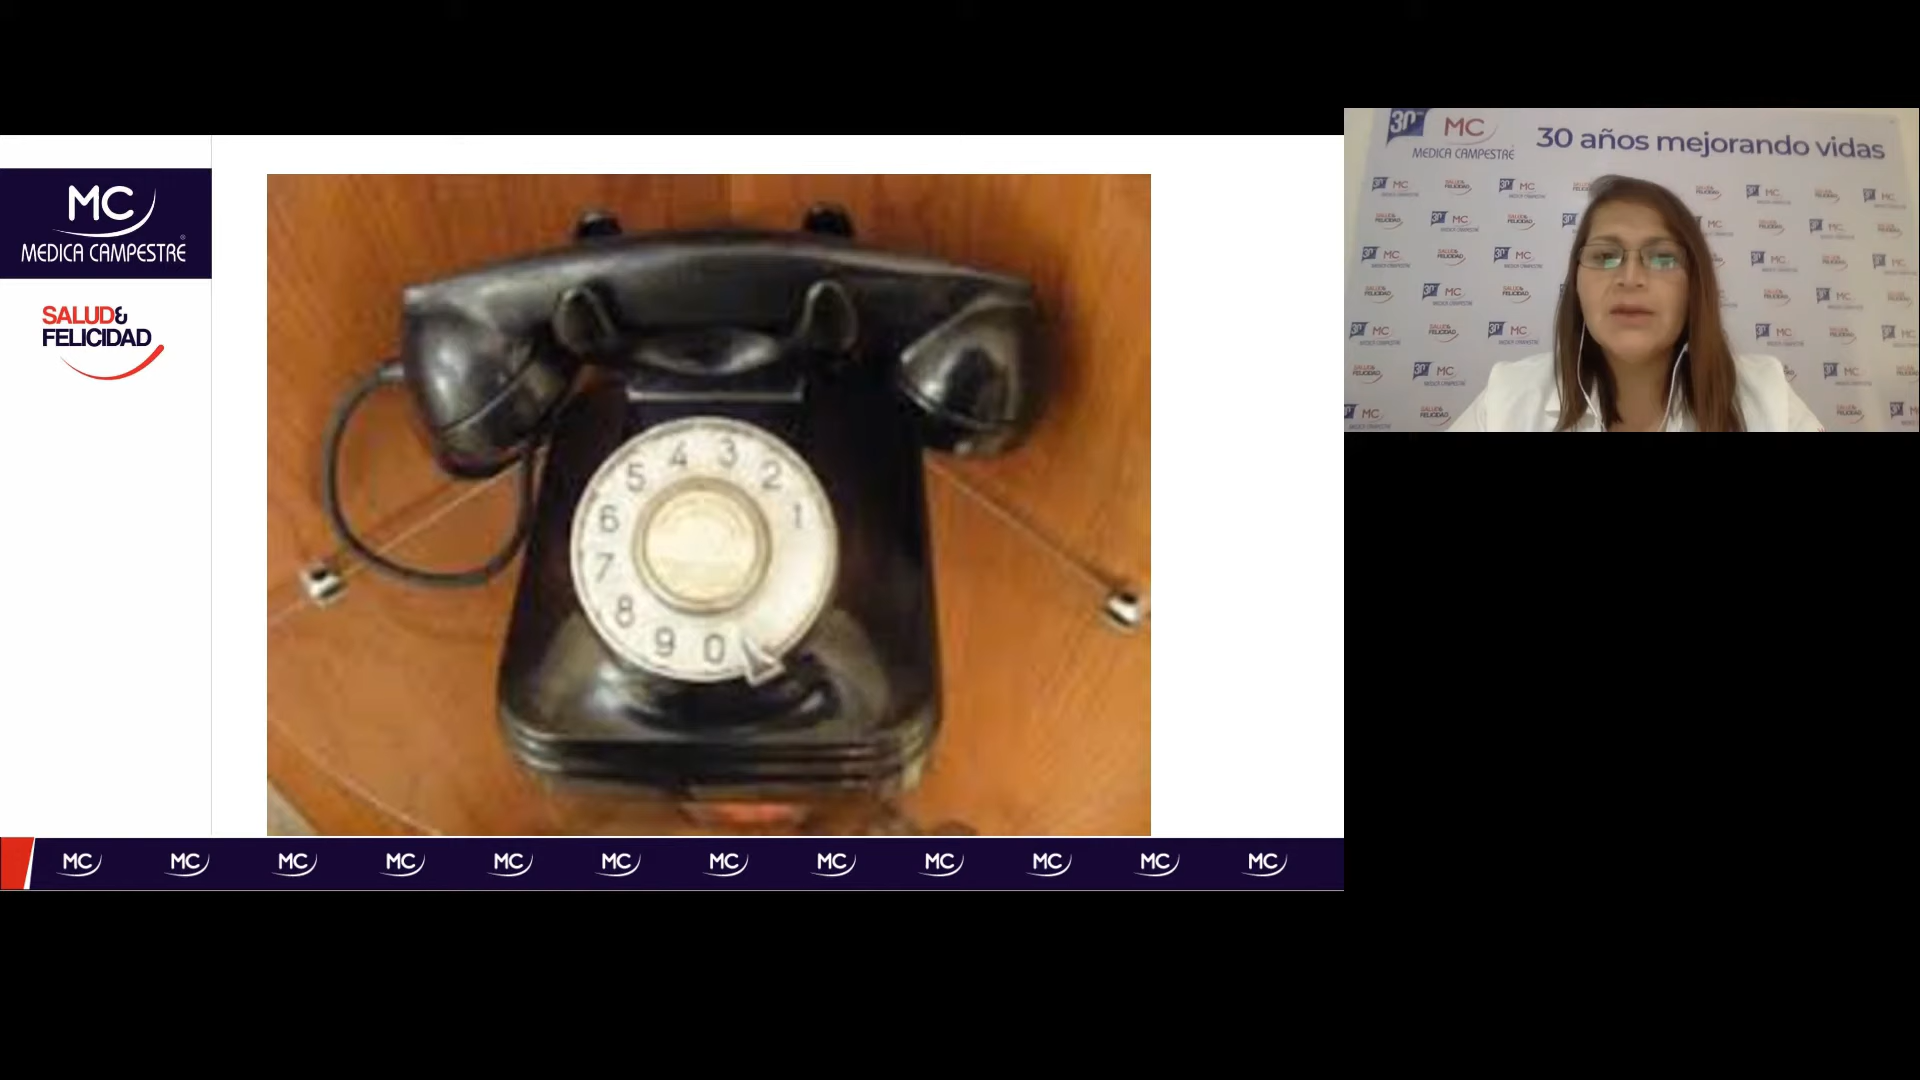 MC
MEDICA CAMPESTRE®
SALUD&
FELICIDAD
4 3
5 2
6 1
7
8
9 0
MC MC MC MC MC MC MC MC MC MC MC MC
30
MC
MEDICA CAMPESTRE
30 años mejorando vidas